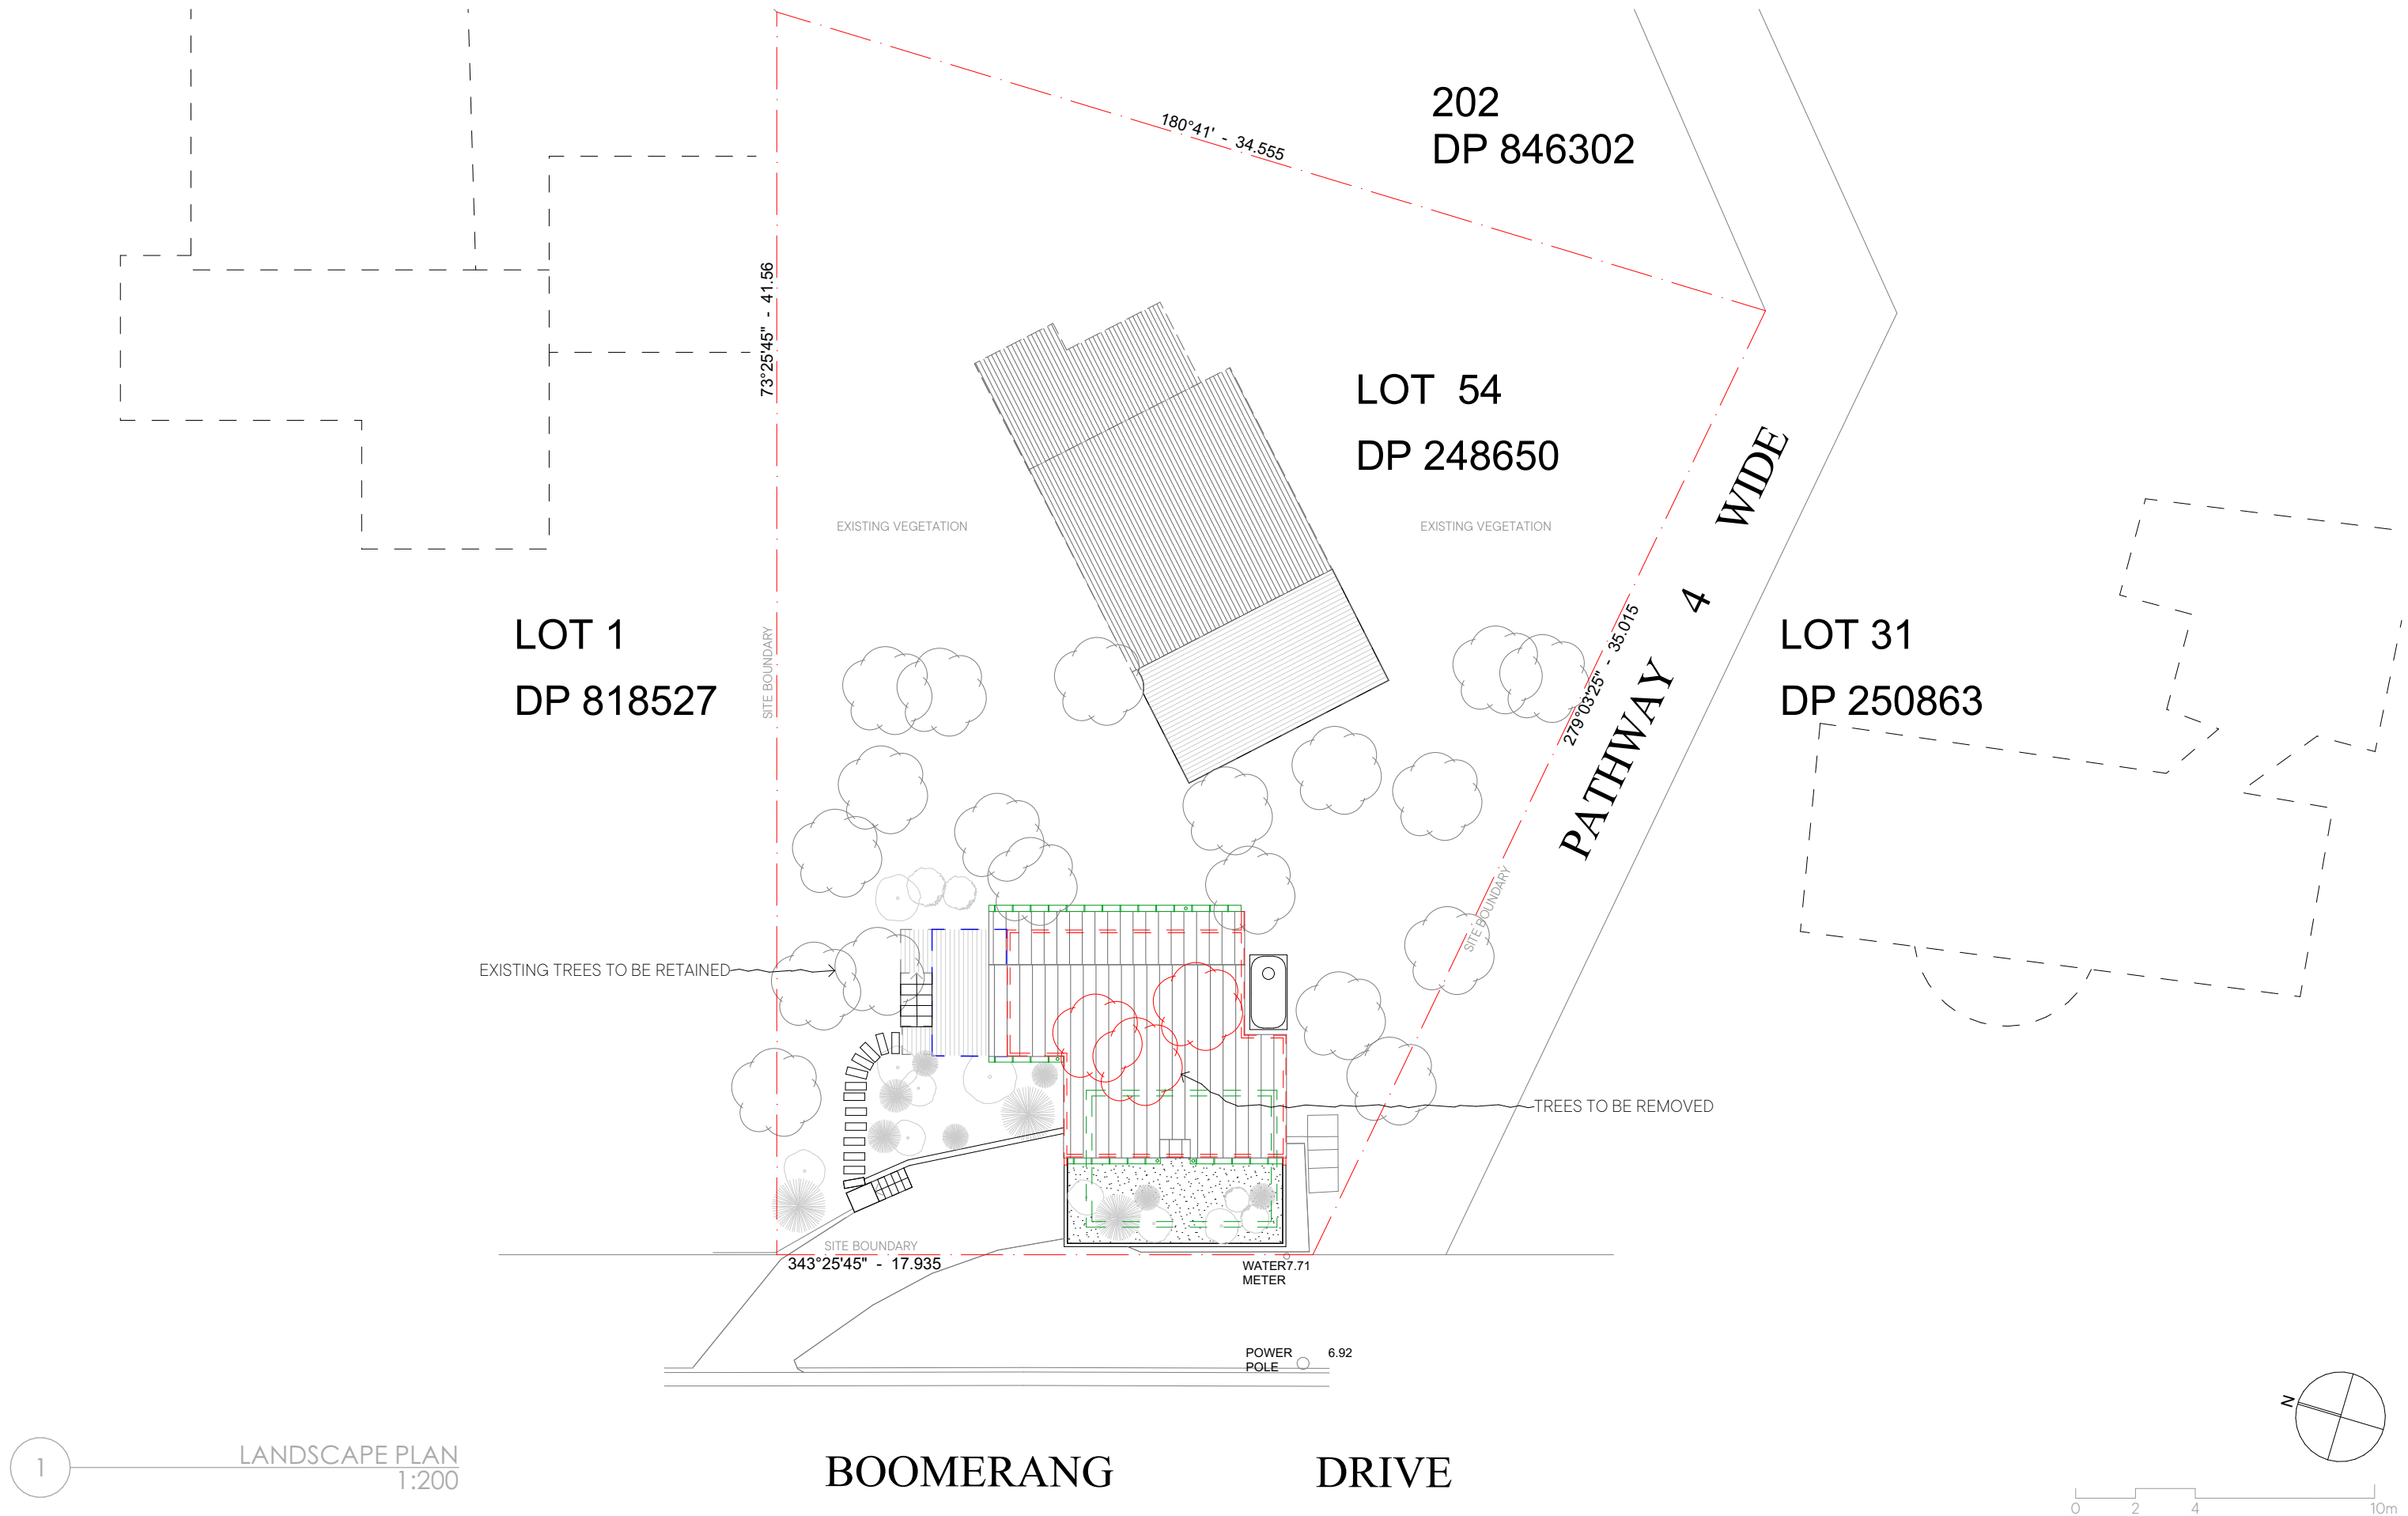 202
DP 846302
180°41' - 34.555
73°25'45" - 41.56
LOT 54
DP 248650
EXISTING VEGETATION
EXISTING VEGETATION
PATHWAY 4 WIDE
279°03'25" - 35.015
LOT 1
DP 818527
SITE BOUNDARY
LOT 31
DP 250863
SITE BOUNDARY
EXISTING TREES TO BE RETAINED
TREES TO BE REMOVED
SITE BOUNDARY
343°25'45" - 17.935
WATER 7.71
METER
POWER 6.92
POLE
N
1
LANDSCAPE PLAN
1:200
BOOMERANG DRIVE
0 2 4 10m